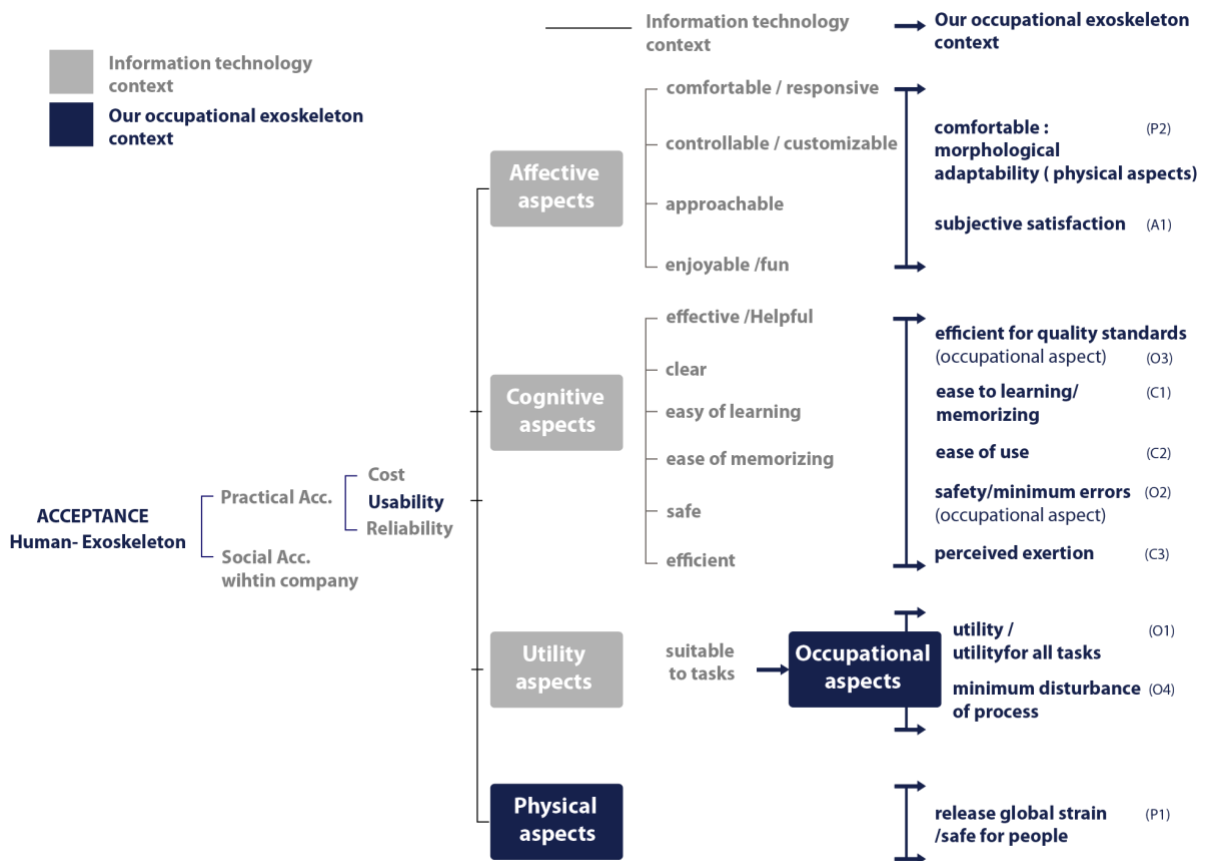 Information technology
context
Our occupational exoskeleton
context
Information technology
context
Our occupational exoskeleton
context
ACCEPTANCE
Human- Exoskeleton
Practical Acc.
Social Acc.
wihtin company
Cost
Usability
Reliability
Affective
aspects
comfortable / responsive
controllable / customizable
approachable
enjoyable /fun
comfortable : (P2)
morphological
adaptability ( physical aspects)
subjective satisfaction (A1)
Cognitive
aspects
effective /Helpful
clear
easy of learning
ease of memorizing
safe
efficient
efficient for quality standards
(occupational aspect) (O3)
ease to learning/ (C1)
memorizing
ease of use (C2)
safety/minimum errors (O2)
(occupational aspect)
perceived exertion (C3)
Utility
aspects
suitable
to tasks
Occupational
aspects
utility / (O1)
utilityfor all tasks
minimum disturbance (O4)
of process
Physical
aspects
release global strain (P1)
/safe for people